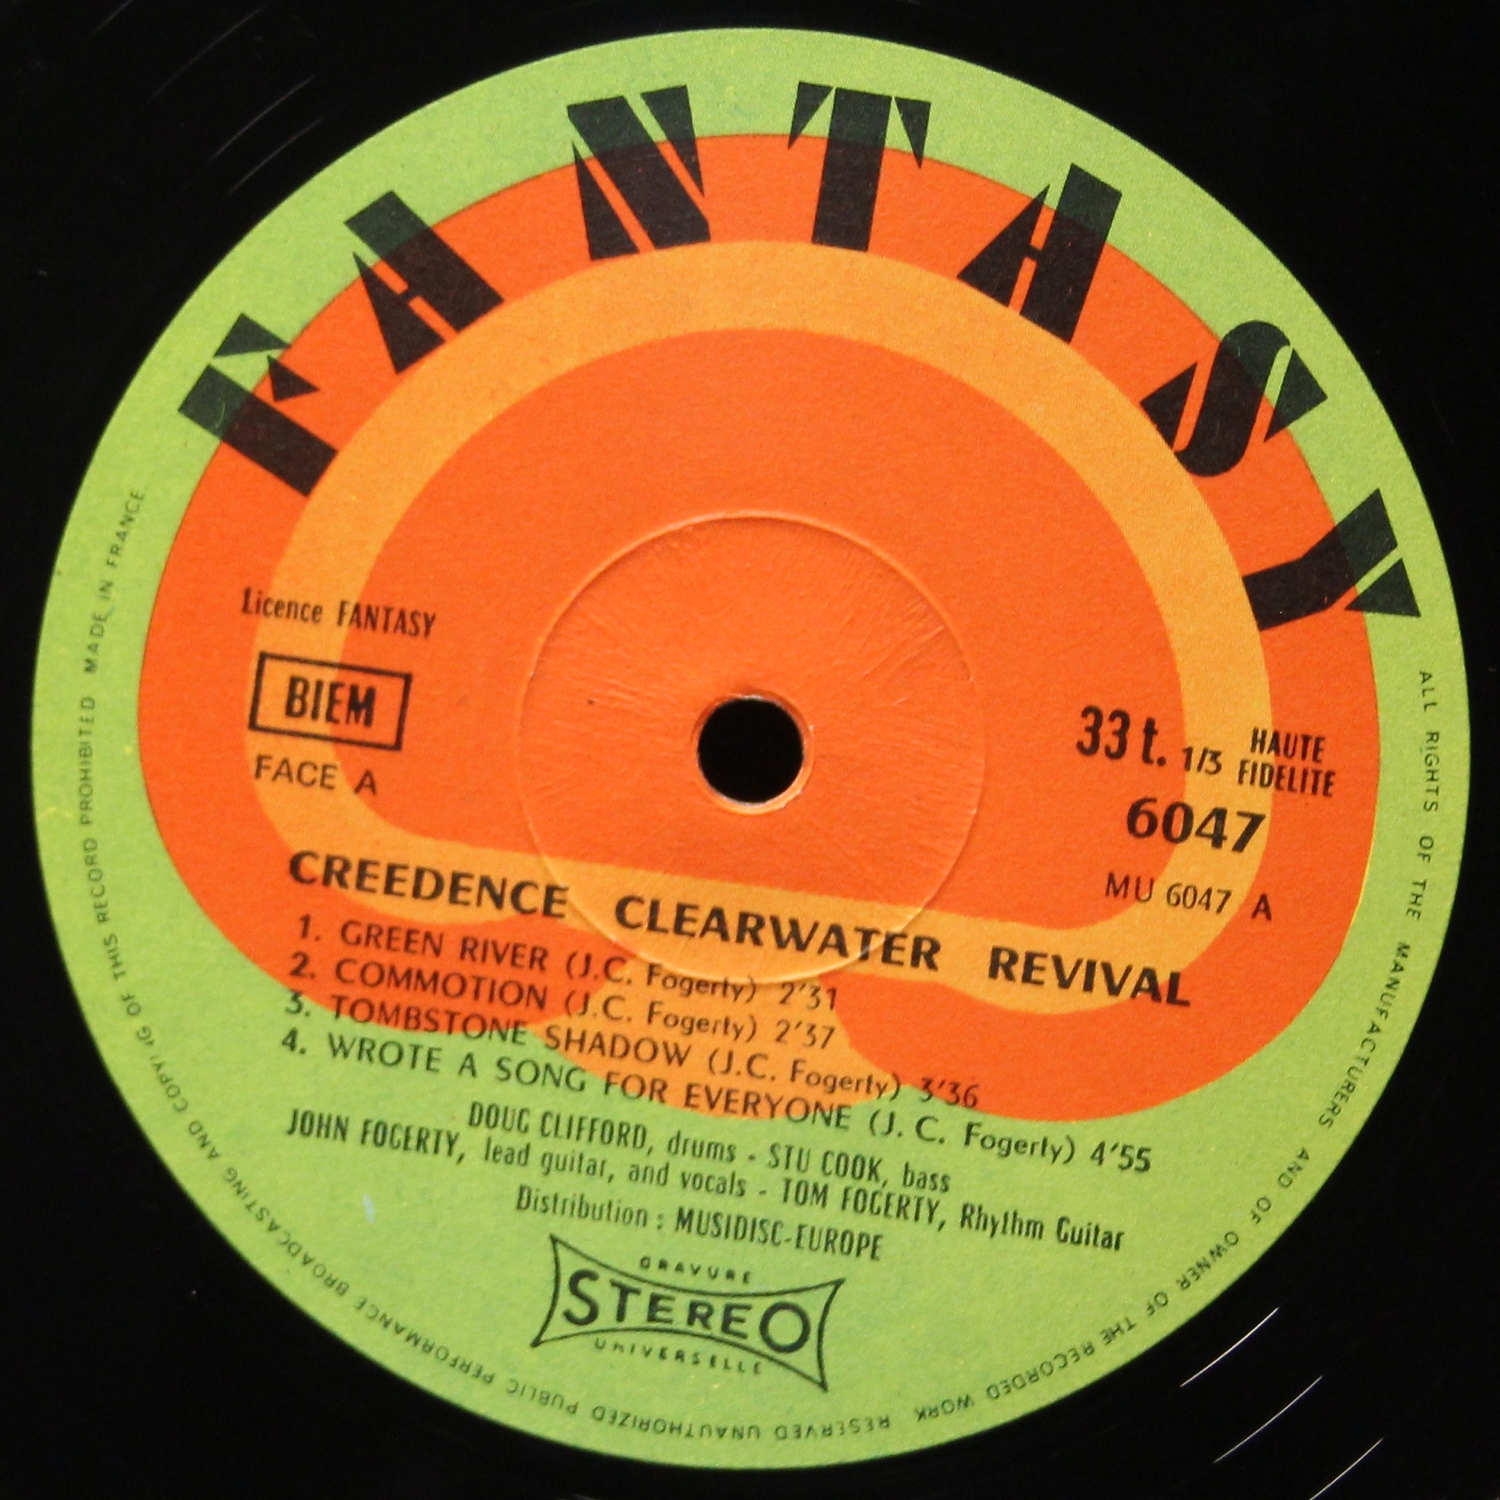 FANTASY
Licence FANTASY
BIEM
FACE A
33 t. 1/3 HAUTE FIDELITE
6047
MU 6047 A
CREEDENCE CLEARWATER REVIVAL
1. GREEN RIVER (J.C. Fogerty) 2'31
2. COMMOTION (J.C. Fogerty) 2'37
3. TOMBSTONE SHADOW (J.C. Fogerty) 3'36
4. WROTE A SONG FOR EVERYONE (J. C. Fogerty) 4'55
DOUG CLIFFORD, drums - STU COOK, bass
JOHN FOGERTY, lead guitar, and vocals - TOM FOGERTY, Rhythm Guitar
Distribution : MUSIDISC-EUROPE
GRAVURE
STEREO
UNIVERSELLE
ALL RIGHTS OF THE MANUFACTURERS AND OF OWNER OF THE RECORDED WORK RESERVED UNAUTHORIZED PUBLIC PERFORMANCE BROADCASTING AND COPYING OF THIS RECORD PROHIBITED MADE IN FRANCE